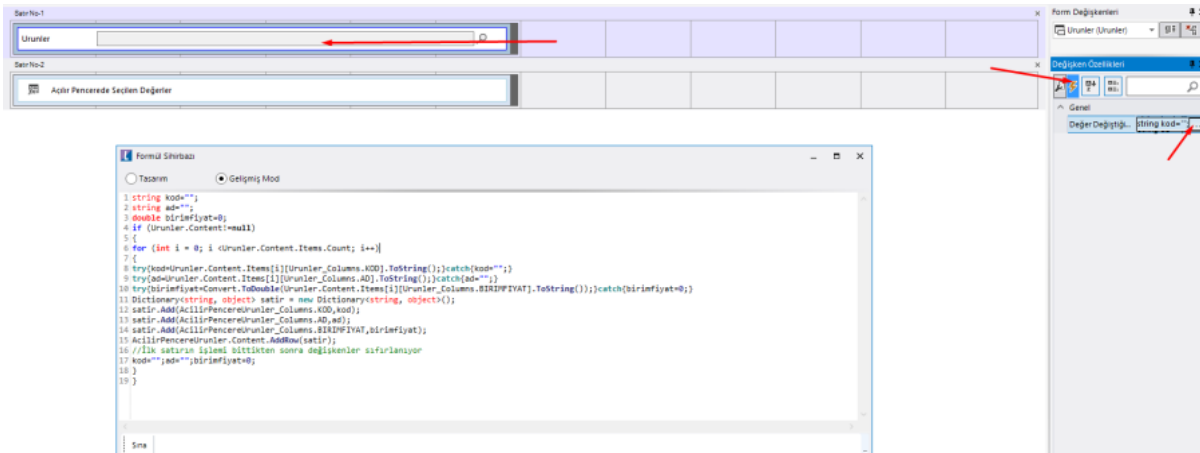 Satır No-1
Urunler
Satır No-2
Açılır Pencerede Seçilen Değerler
Form Değişkenleri
Urunler (Urunler)
Değişken Özellikleri
Genel
Değer Değiştiği... string kod="";
Formül Sihirbazı
Tasarım Gelişmiş Mod
1 string kod="";
2 string ad="";
3 double birimfiyat=0;
4 if (Urunler.Content!=null)
5 {
6 for (int i = 0; i <Urunler.Content.Items.Count; i++)
7 {
8 try{kod=Urunler.Content.Items[i][Urunler_Columns.KOD].ToString();}catch{kod="";}
9 try{ad=Urunler.Content.Items[i][Urunler_Columns.AD].ToString();}catch{ad="";}
10 try{birimfiyat=Convert.ToDouble(Urunler.Content.Items[i][Urunler_Columns.BIRIMFIYAT].ToString());}catch{birimfiyat=0;}
11 Dictionary<string, object> satir = new Dictionary<string, object>();
12 satir.Add(AcilirPencereUrunler_Columns.KOD,kod);
13 satir.Add(AcilirPencereUrunler_Columns.AD,ad);
14 satir.Add(AcilirPencereUrunler_Columns.BIRIMFIYAT,birimfiyat);
15 AcilirPencereUrunler.Content.AddRow(satir);
16 //İlk satırın işlemi bittikten sonra değişkenler sıfırlanıyor
17 kod="";ad="";birimfiyat=0;
18 }
19 }
Sına